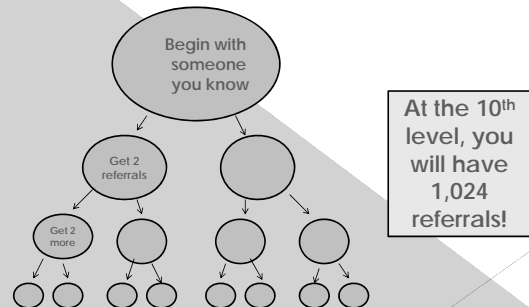 Begin with
someone
you know
At the 10th
level, you
will have
1,024
referrals!
Get 2
referrals
Get 2
more